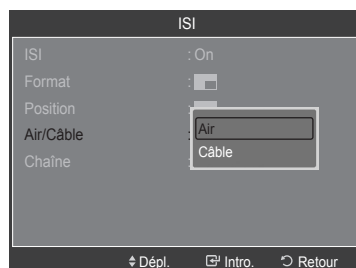 ISI
ISI : On
Format :
Position :
Air/Câble :
Air
Câble
Chaîne :
Dépl. Intro. Retour